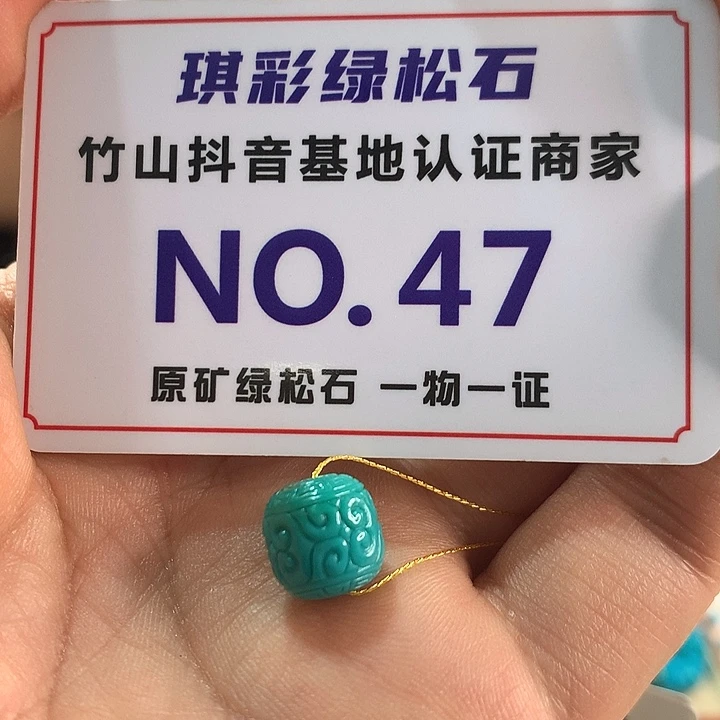 琪彩绿松石
竹山抖音基地认证商家
NO.47
原矿绿松石 一物一证